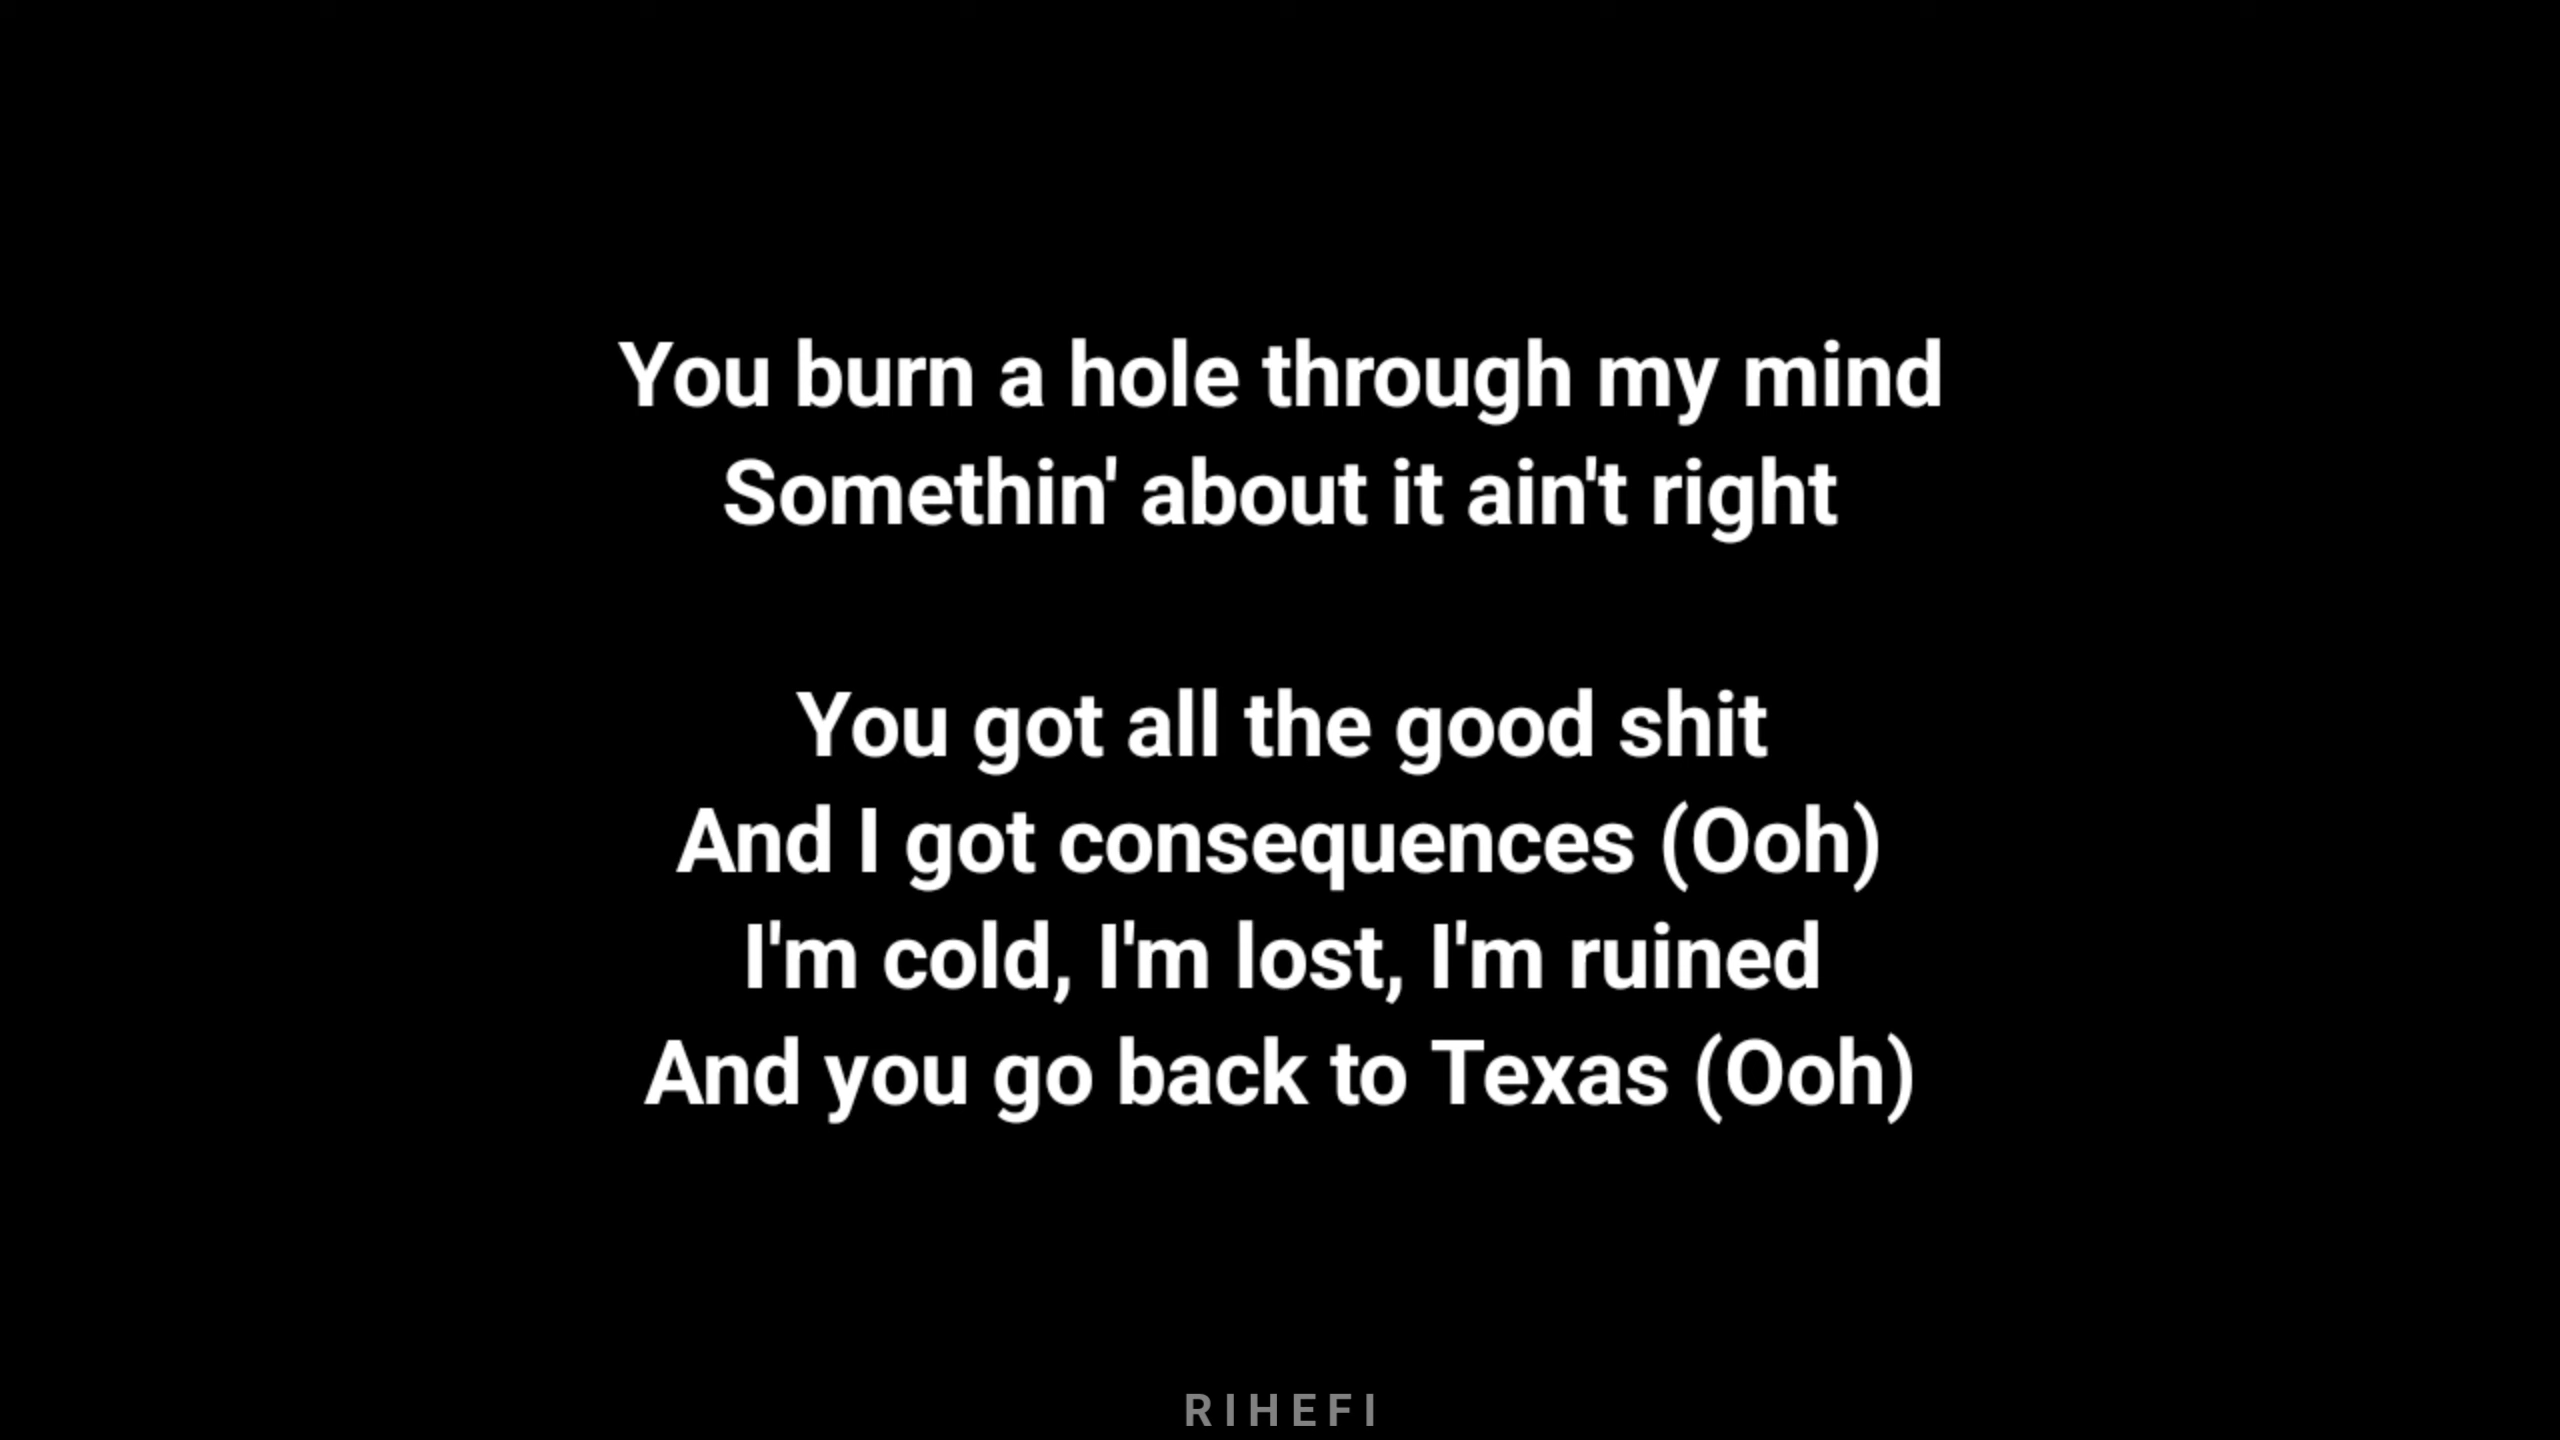 You burn a hole through my mind
Somethin' about it ain't right
You got all the good shit
And I got consequences (Ooh)
I'm cold, I'm lost, I'm ruined
And you go back to Texas (Ooh)
RIHEFI